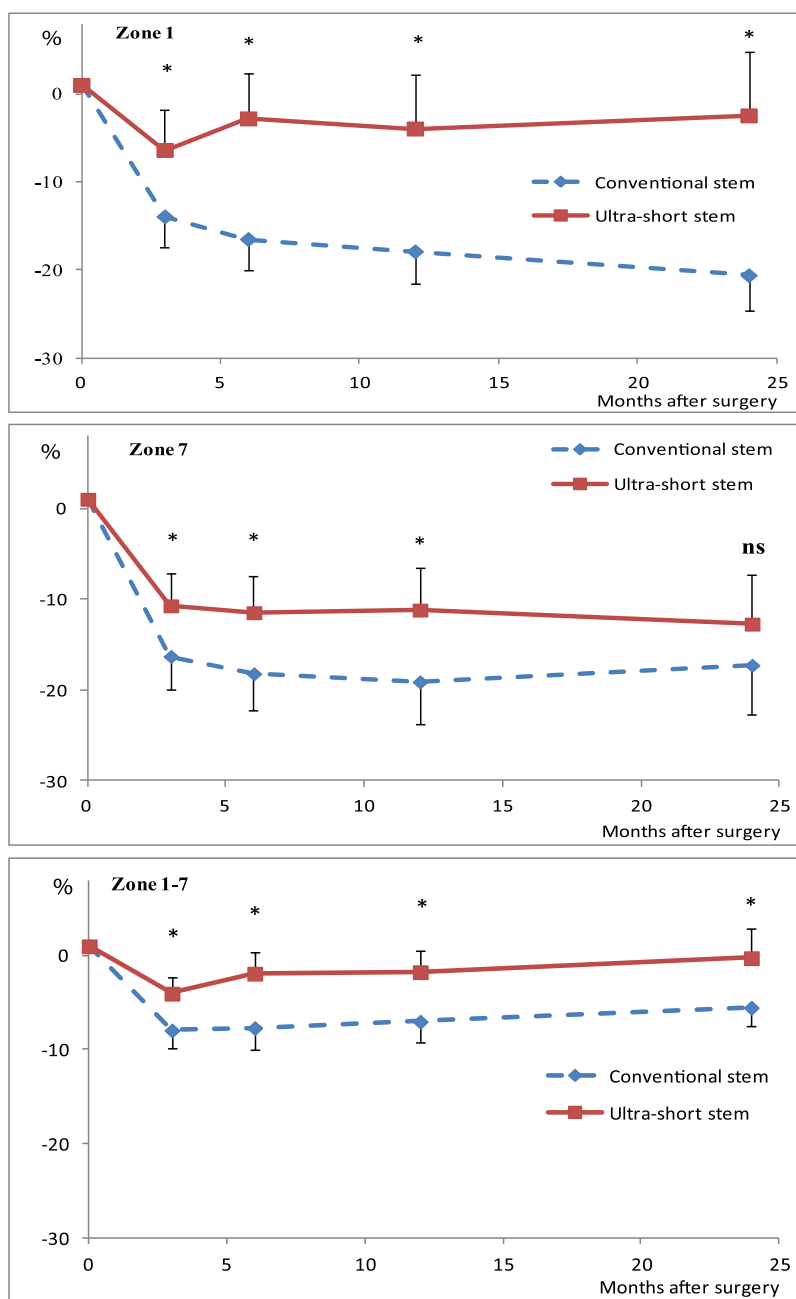 % Zone 1 * * * *
0
-10
Conventional stem
Ultra-short stem
-20
-30
0 5 10 15 20 25
Months after surgery
% Zone 7
Conventional stem
Ultra-short stem
0
* * * ns
-10
-20
-30
0 5 10 15 20 25
Months after surgery
% Zone 1-7
* * * *
0
-10
Conventional stem
Ultra-short stem
-20
-30
0 5 10 15 20 25
Months after surgery